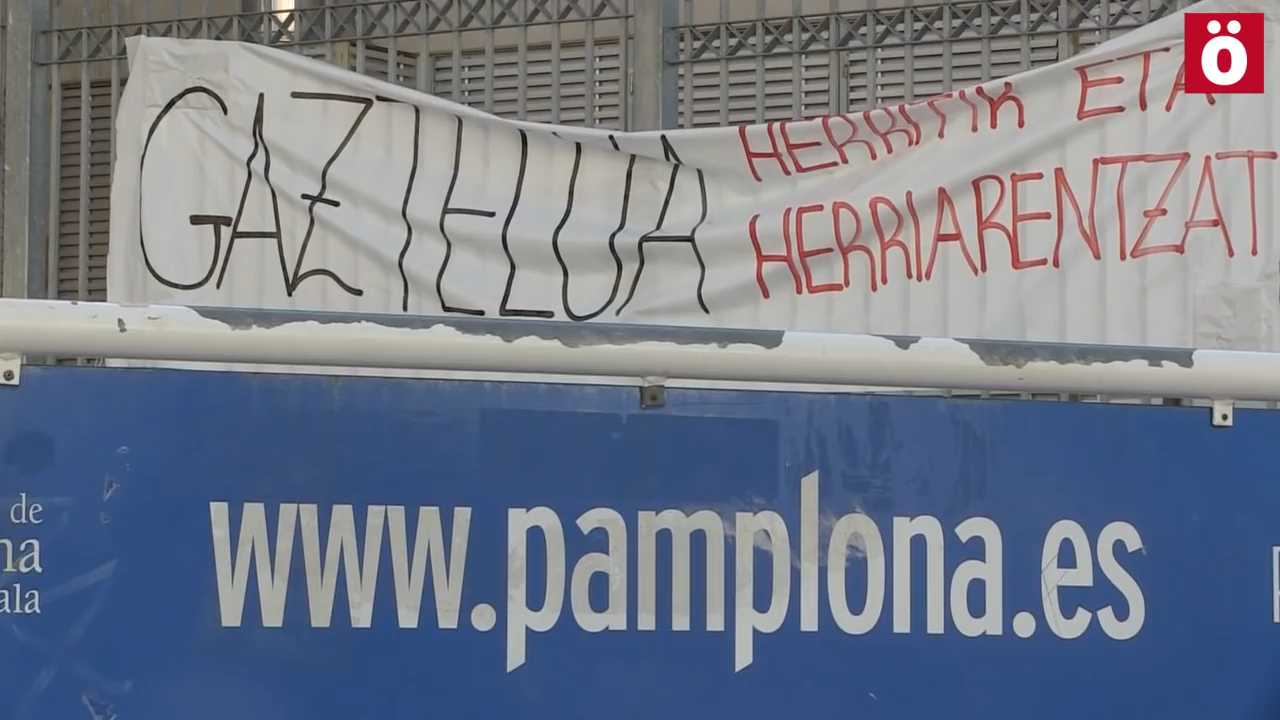 ö
GAZTELUA
HERRITIK ETA
HERRIARENTZAT
de
na
ala
www.pamplona.es